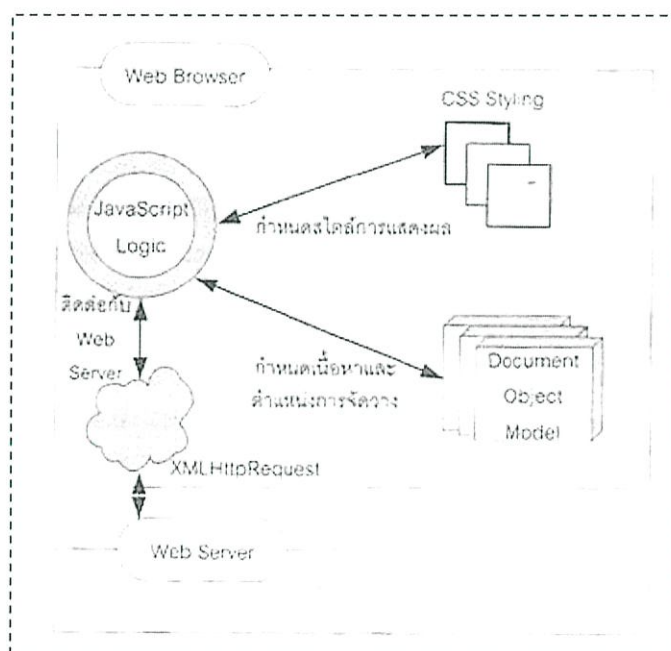 Web Browser
CSS Styling
JavaScript
Logic
กำหนดสไตล์การแสดงผล
ติดต่อกับ
Web
Server
กำหนดเนื้อหาและ
ตำแหน่งการจัดวาง
Document
Object
Model
XMLHttpRequest
Web Server